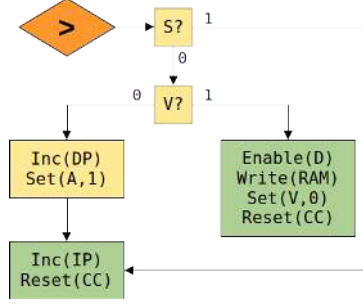 >
S?
1
0
V?
0
1
Inc(DP)
Set(A,1)
Enable(D)
Write(RAM)
Set(V,0)
Reset(CC)
Inc(IP)
Reset(CC)